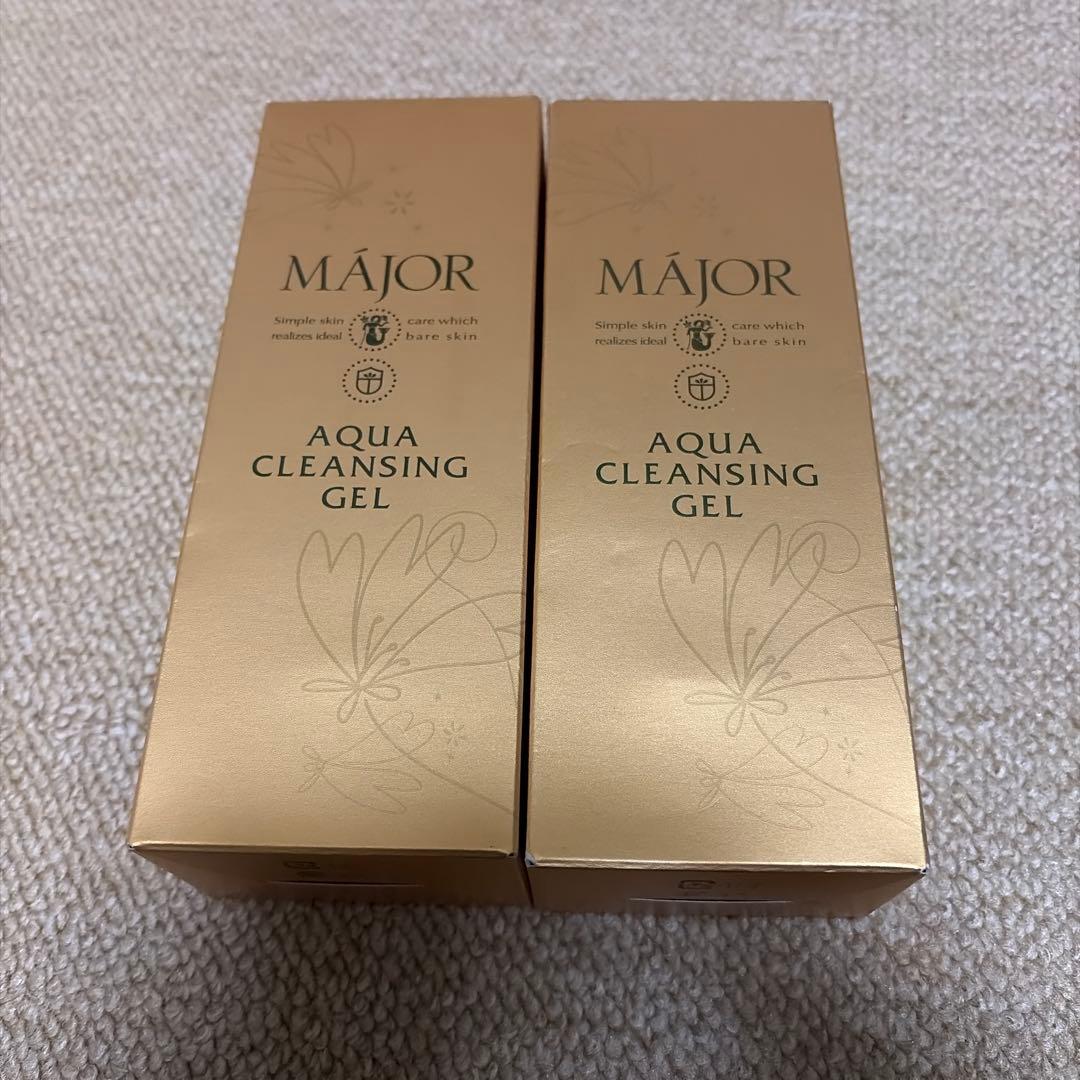 MÁJOR
Simple skin care which
realizes ideal bare skin
AQUA
CLEANSING
GEL
MÁJOR
Simple skin care which
realizes ideal bare skin
AQUA
CLEANSING
GEL